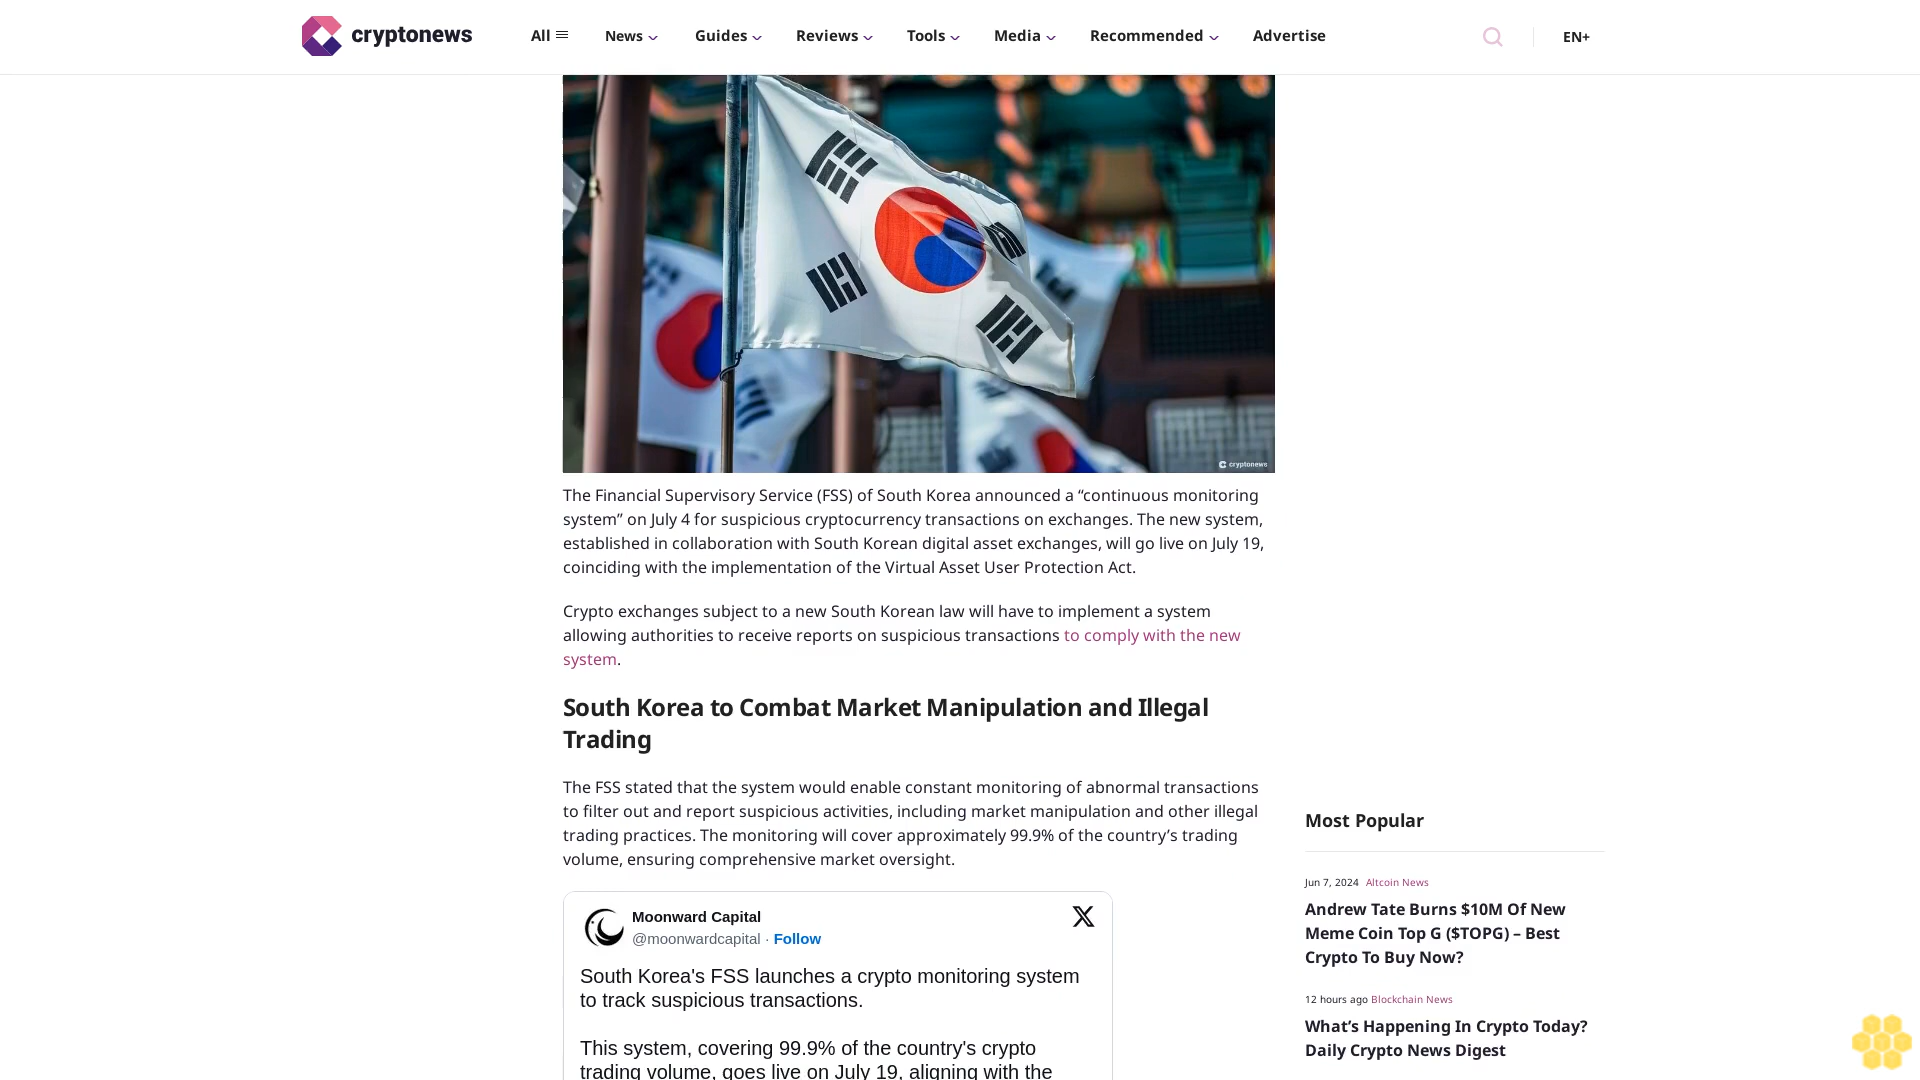 cryptonews
All
News
Guides
Reviews
Tools
Media
Recommended
Advertise
EN+
cryptonews
The Financial Supervisory Service (FSS) of South Korea announced a “continuous monitoring
system” on July 4 for suspicious cryptocurrency transactions on exchanges. The new system,
established in collaboration with South Korean digital asset exchanges, will go live on July 19,
coinciding with the implementation of the Virtual Asset User Protection Act.
Crypto exchanges subject to a new South Korean law will have to implement a system
allowing authorities to receive reports on suspicious transactions to comply with the new
system.
South Korea to Combat Market Manipulation and Illegal
Trading
The FSS stated that the system would enable constant monitoring of abnormal transactions
to filter out and report suspicious activities, including market manipulation and other illegal
trading practices. The monitoring will cover approximately 99.9% of the country’s trading
volume, ensuring comprehensive market oversight.
Moonward Capital
@moonwardcapital · Follow
South Korea's FSS launches a crypto monitoring system
to track suspicious transactions.
This system, covering 99.9% of the country's crypto
trading volume, goes live on July 19, aligning with the
Most Popular
Jun 7, 2024 Altcoin News
Andrew Tate Burns $10M Of New
Meme Coin Top G ($TOPG) – Best
Crypto To Buy Now?
12 hours ago Blockchain News
What’s Happening In Crypto Today?
Daily Crypto News Digest